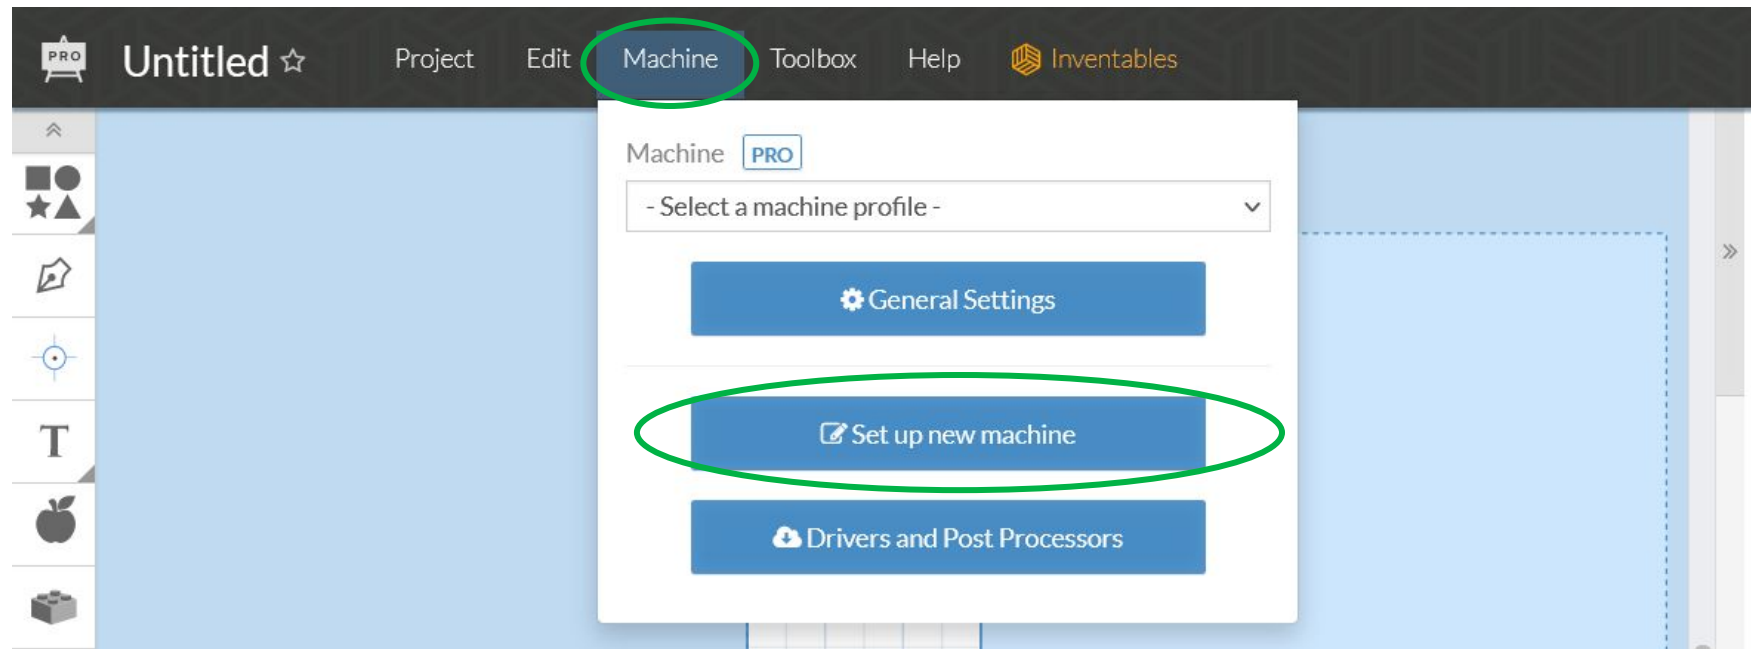 PRO Untitled Project Edit Machine Toolbox Help Inventables
Machine PRO
- Select a machine profile -
General Settings
Set up new machine
T
Drivers and Post Processors